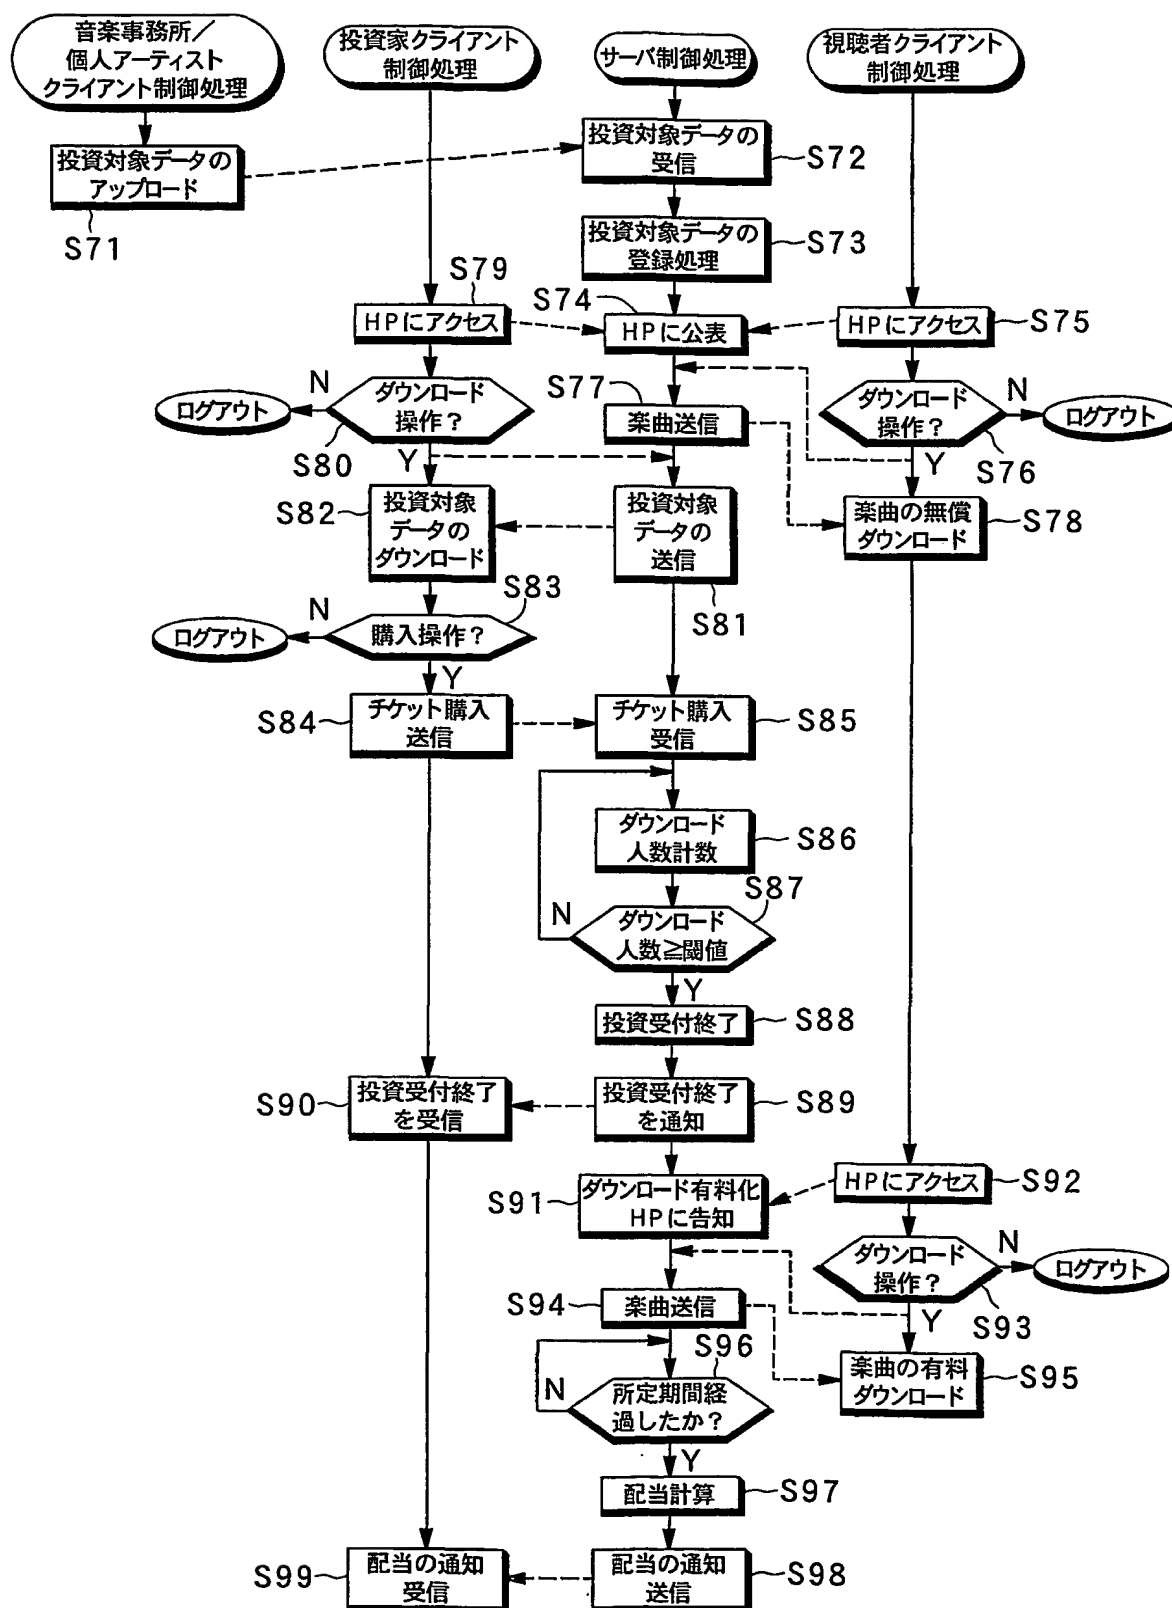 音楽事務所／
個人アーティスト
クライアント制御処理
投資家クライアント
制御処理
サーバ制御処理
視聴者クライアント
制御処理
投資対象データの
アップロード
S71
投資対象データの
受信
S72
投資対象データの
登録処理
S73
S79
HPにアクセス
S74
HPに公表
HPにアクセス
S75
ダウンロード
操作？
N
ログアウト
S80
Y
S77
楽曲送信
ダウンロード
操作？
N
ログアウト
S76
Y
S82
投資対象
データの
ダウンロード
投資対象
データの
送信
S81
楽曲の無償
ダウンロード
S78
S83
購入操作？
N
ログアウト
Y
S84
チケット購入
送信
チケット購入
受信
S85
ダウンロード
人数計数
S86
S87
ダウンロード
人数≧閾値
N
Y
投資受付終了
S88
S90
投資受付終了
を受信
投資受付終了
を通知
S89
S91
ダウンロード有料化
HPに告知
HPにアクセス
S92
ダウンロード
操作？
N
ログアウト
S93
Y
S94
楽曲送信
楽曲の有料
ダウンロード
S95
S96
所定期間経
過したか？
N
Y
配当計算
S97
S99
配当の通知
受信
配当の通知
送信
S98